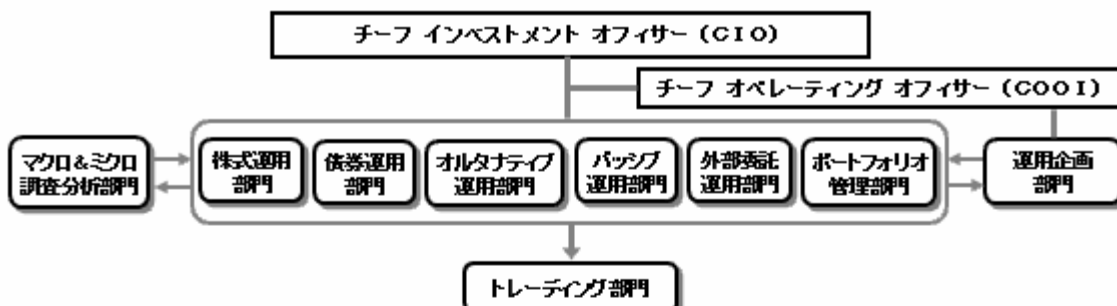 チーフ インベストメント オフィサー（CIO）
チーフ オペレーティング オフィサー（COOI）
マクロ＆ミクロ
調査分析部門
株式運用
部門
債券運用
部門
オルタナティブ
運用部門
パッシブ
運用部門
外部委託
運用部門
ポートフォリオ
管理部門
運用企画
部門
トレーディング部門